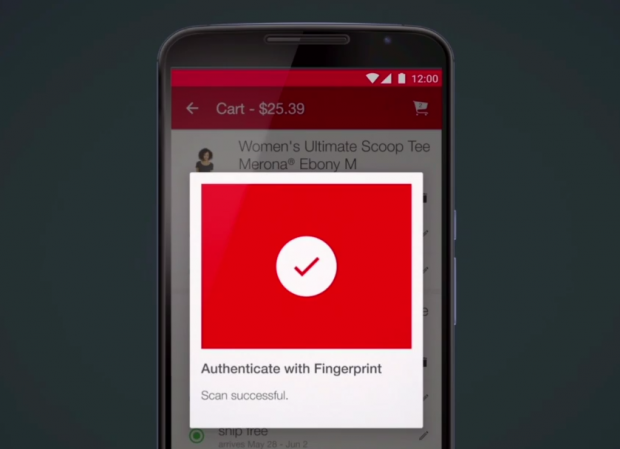 12:00
Cart - $25.39
Women's Ultimate Scoop Tee
Merona® Ebony M
Authenticate with Fingerprint
Scan successful.
ship free
arrives May 28 - Jun 2